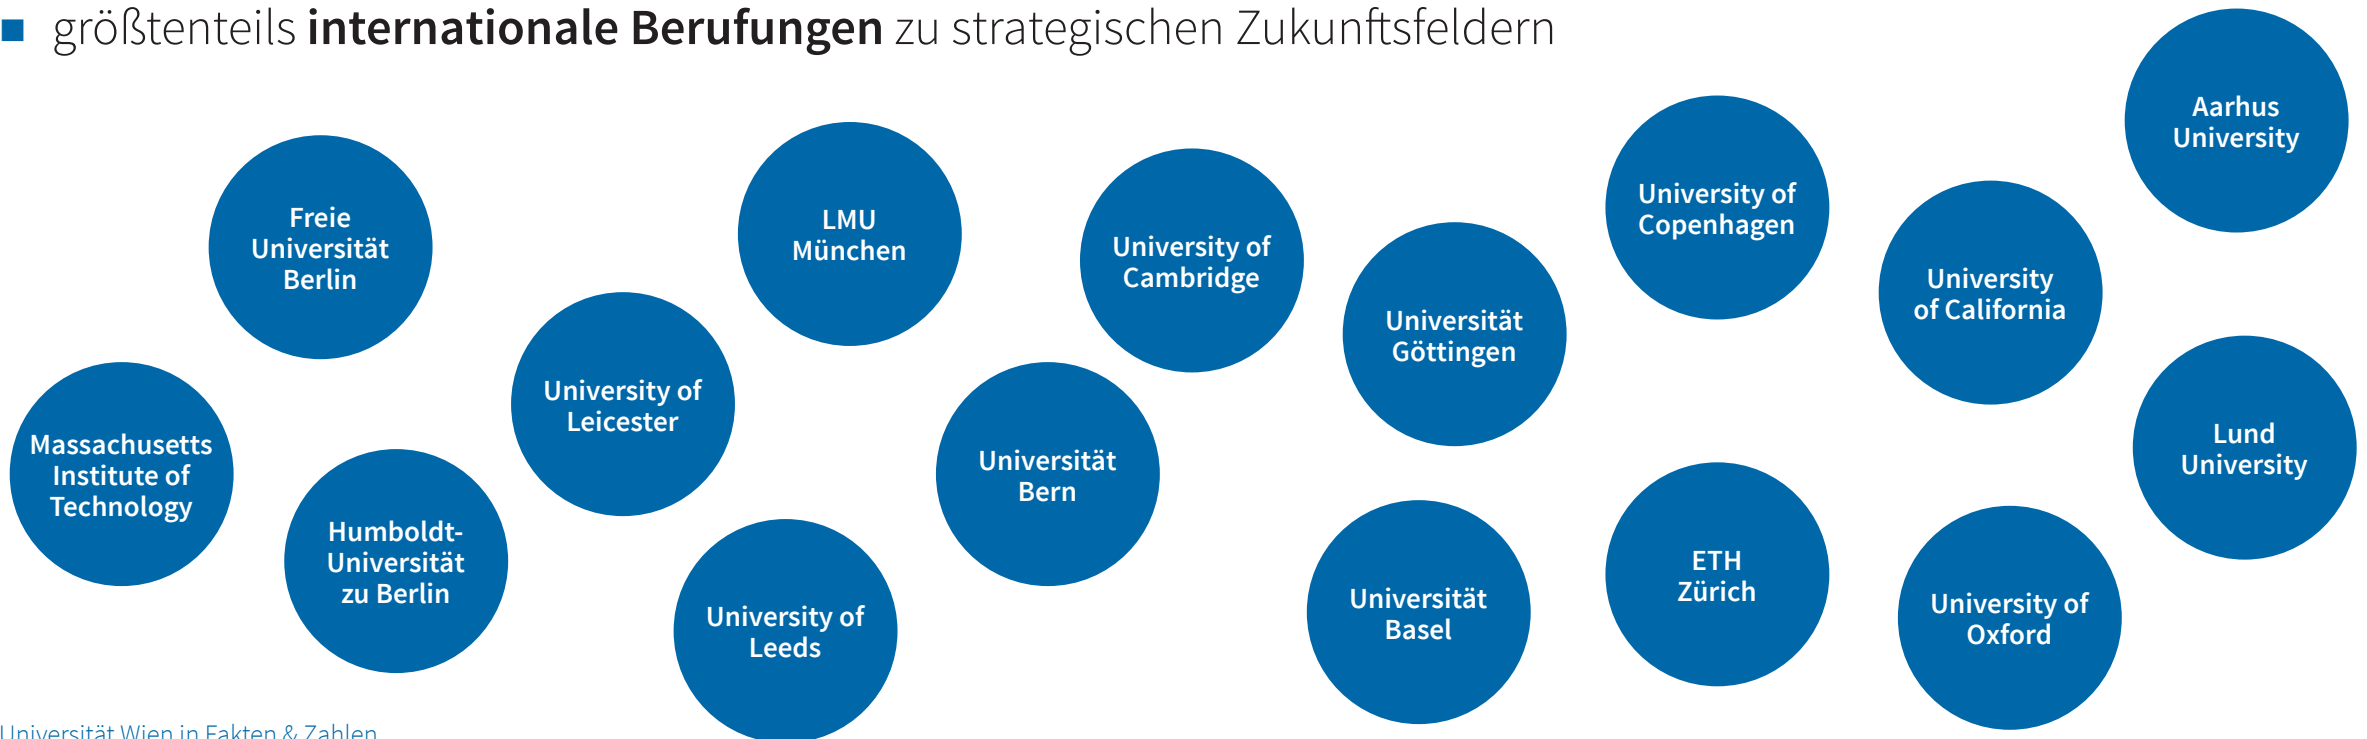 größtenteils internationale Berufungen zu strategischen Zukunftsfeldern
Aarhus
University
University of
Copenhagen
Freie
Universität
Berlin
LMU
München
University of
Cambridge
University
of California
Universität
Göttingen
University of
Leicester
Massachusetts
Institute of
Technology
Universität
Bern
Lund
University
Humboldt-
Universität
zu Berlin
University of
Leeds
Universität
Basel
ETH
Zürich
University of
Oxford
Universität Wien in Fakten & Zahlen